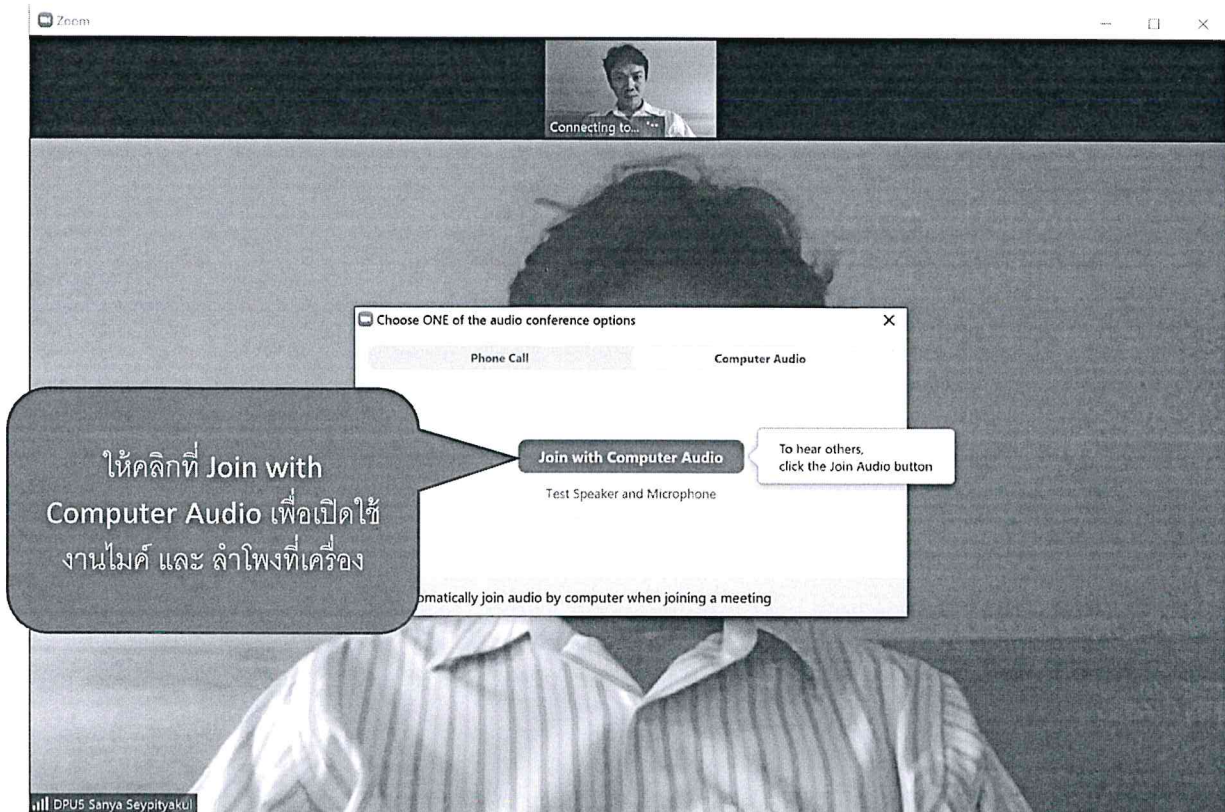 Zoom
Connecting to...
Choose ONE of the audio conference options
Phone Call
Computer Audio
ให้คลิกที่ Join with
Computer Audio เพื่อเปิดใช้
งานไมค์ และ ลำโพงที่เครื่อง
Join with Computer Audio
To hear others,
click the Join Audio button
Test Speaker and Microphone
join audio by computer when joining a meeting
DPU5 Sanya Seypityakul